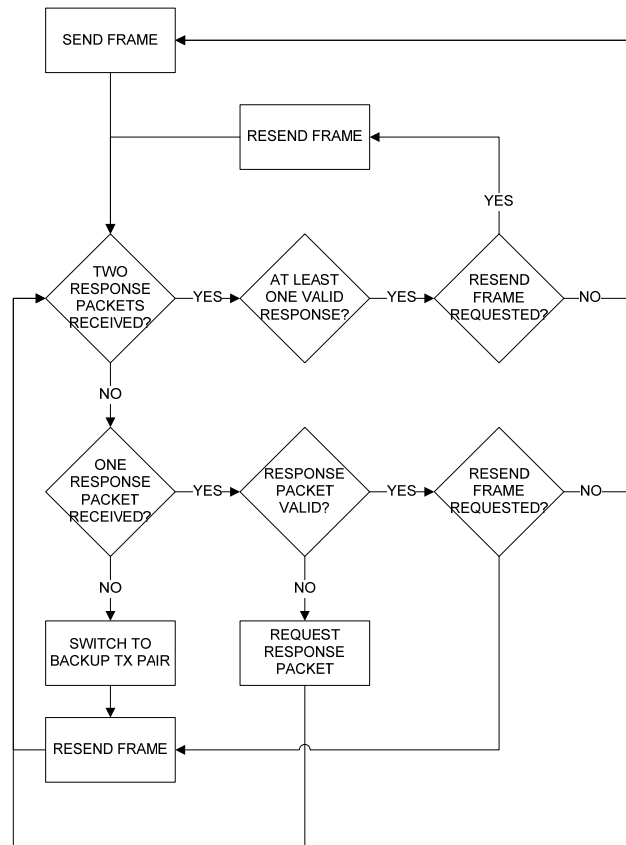 SEND FRAME
RESEND FRAME
YES
TWO
RESPONSE
PACKETS
RECEIVED?
YES
AT LEAST
ONE VALID
RESPONSE?
YES
RESEND
FRAME
REQUESTED?
NO
NO
ONE
RESPONSE
PACKET
RECEIVED?
YES
RESPONSE
PACKET
VALID?
YES
RESEND
FRAME
REQUESTED?
NO
NO
NO
SWITCH TO
BACKUP TX PAIR
REQUEST
RESPONSE
PACKET
RESEND FRAME